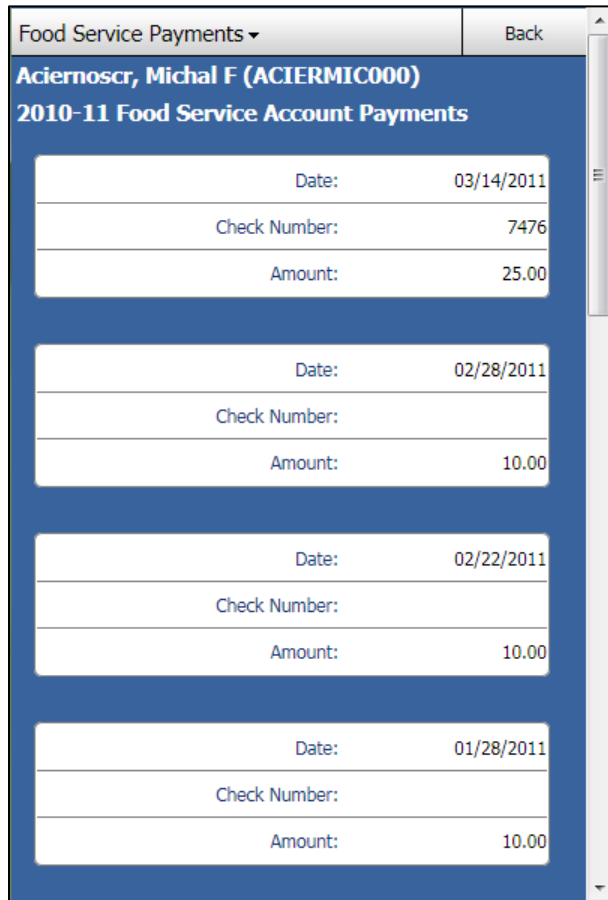 Food Service Payments Back
Aciernoscr, Michal F (ACIERMIC000)
2010-11 Food Service Account Payments
Date: 03/14/2011
Check Number: 7476
Amount: 25.00
Date: 02/28/2011
Check Number:
Amount: 10.00
Date: 02/22/2011
Check Number:
Amount: 10.00
Date: 01/28/2011
Check Number:
Amount: 10.00